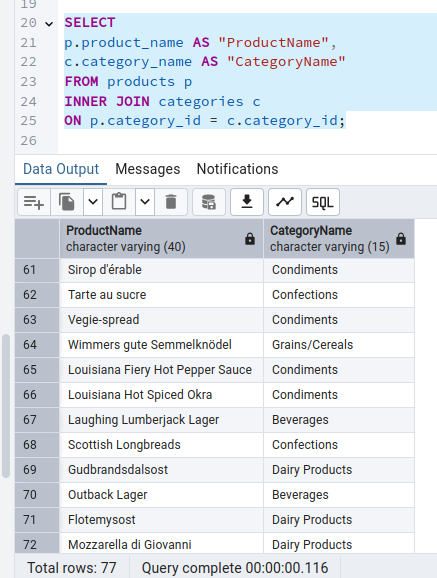 19
20 SELECT
21 p.product_name AS "ProductName",
22 c.category_name AS "CategoryName"
23 FROM products p
24 INNER JOIN categories c
25 ON p.category_id = c.category_id;
26
Data Output Messages Notifications
SQL
ProductName CategoryName
character varying (40) character varying (15)
61 Sirop d'érable Condiments
62 Tarte au sucre Confections
63 Vegie-spread Condiments
64 Wimmers gute Semmelknödel Grains/Cereals
65 Louisiana Fiery Hot Pepper Sauce Condiments
66 Louisiana Hot Spiced Okra Condiments
67 Laughing Lumberjack Lager Beverages
68 Scottish Longbreads Confections
69 Gudbrandsdalsost Dairy Products
70 Outback Lager Beverages
71 Flotemysost Dairy Products
72 Mozzarella di Giovanni Dairy Products
Total rows: 77 Query complete 00:00:00.116